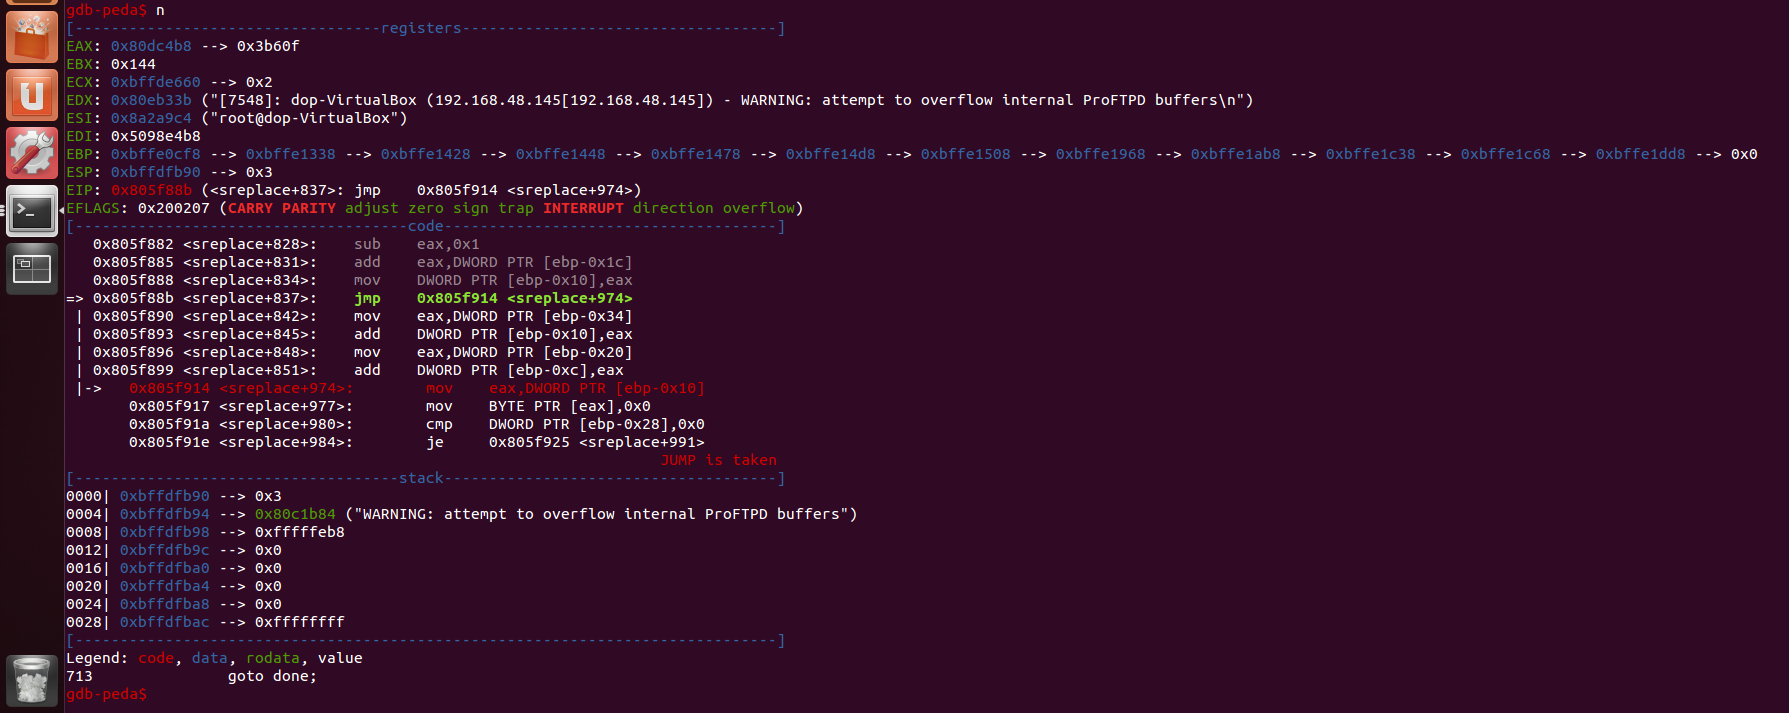 gdb-peda$ n
[----------------------------------registers-----------------------------------]
EAX: 0x80dc4b8 --> 0x3b60f
EBX: 0x144
ECX: 0xbffde660 --> 0x2
EDX: 0x80eb33b ("[7548]: dop-VirtualBox (192.168.48.145[192.168.48.145]) - WARNING: attempt to overflow internal ProFTPD buffers\n")
ESI: 0x8a2a9c4 ("root@dop-VirtualBox")
EDI: 0x5098e4b8
EBP: 0xbffe0cf8 --> 0xbffe1338 --> 0xbffe1428 --> 0xbffe1448 --> 0xbffe1478 --> 0xbffe14d8 --> 0xbffe1508 --> 0xbffe1968 --> 0xbffe1ab8 --> 0xbffe1c38 --> 0xbffe1c68 --> 0xbffe1dd8 --> 0x0
ESP: 0xbffdfb90 --> 0x3
EIP: 0x805f88b (<sreplace+837>: jmp    0x805f914 <sreplace+974>)
EFLAGS: 0x200207 (CARRY PARITY adjust zero sign trap INTERRUPT direction overflow)
[-------------------------------------code-------------------------------------]
   0x805f882 <sreplace+828>:    sub    eax,0x1
   0x805f885 <sreplace+831>:    add    eax,DWORD PTR [ebp-0x1c]
   0x805f888 <sreplace+834>:    mov    DWORD PTR [ebp-0x10],eax
=> 0x805f88b <sreplace+837>:    jmp    0x805f914 <sreplace+974>
 | 0x805f890 <sreplace+842>:    mov    eax,DWORD PTR [ebp-0x34]
 | 0x805f893 <sreplace+845>:    add    DWORD PTR [ebp-0x10],eax
 | 0x805f896 <sreplace+848>:    mov    eax,DWORD PTR [ebp-0x20]
 | 0x805f899 <sreplace+851>:    add    DWORD PTR [ebp-0xc],eax
 |->   0x805f914 <sreplace+974>:        mov    eax,DWORD PTR [ebp-0x10]
       0x805f917 <sreplace+977>:        mov    BYTE PTR [eax],0x0
       0x805f91a <sreplace+980>:        cmp    DWORD PTR [ebp-0x28],0x0
       0x805f91e <sreplace+984>:        je     0x805f925 <sreplace+991>
                                                                  JUMP is taken
[------------------------------------stack-------------------------------------]
0000| 0xbffdfb90 --> 0x3
0004| 0xbffdfb94 --> 0x80c1b84 ("WARNING: attempt to overflow internal ProFTPD buffers")
0008| 0xbffdfb98 --> 0xfffffeb8
0012| 0xbffdfb9c --> 0x0
0016| 0xbffdfba0 --> 0x0
0020| 0xbffdfba4 --> 0x0
0024| 0xbffdfba8 --> 0x0
0028| 0xbffdfbac --> 0xffffffff
[------------------------------------------------------------------------------]
Legend: code, data, rodata, value
713               goto done;
gdb-peda$